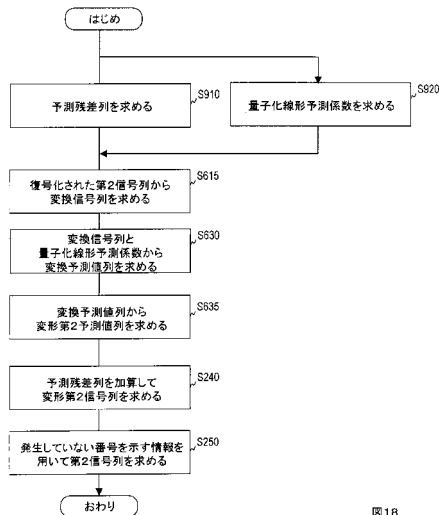 はじめ
S910
予測残差列を求める
S920
量子化線形予測係数を求める
S615
復号化された第2信号列から
変換信号列を求める
S630
変換信号列と
量子化線形予測係数から
変換予測値列を求める
S635
変換予測値列から
変形第2予測値列を求める
S240
予測残差列を加算して
変形第2信号列を求める
S250
発生していない番号を示す情報を
用いて第2信号列を求める
おわり
図18